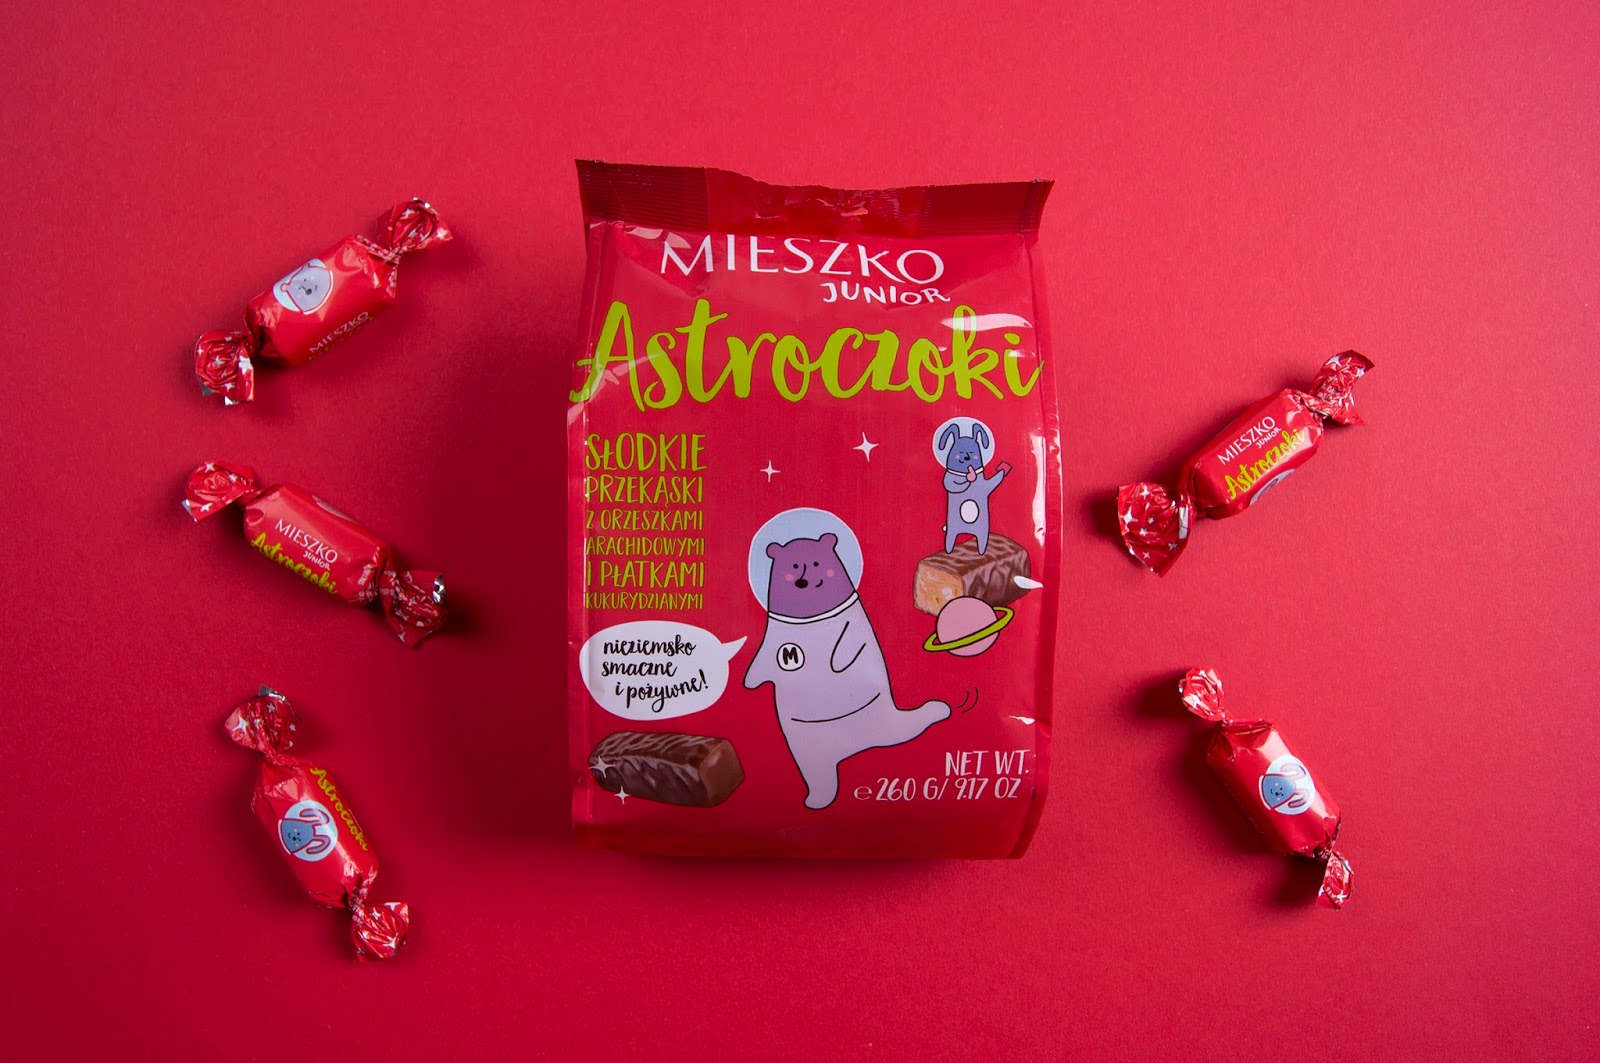 MIESZKO
JUNIOR
Astroczoki
SŁODKIE
PRZEKĄSKI
Z ORZESZKAMI
ARACHIDOWYMI
I PŁATKAMI
KUKURYDZIANYMI
nieziemsko
smaczne
i pożywne!
M
NET WT.
℮ 260 G/ 9.17 OZ
MIESZKO
MIESZKO
JUNIOR
Astroczoki
Astroczoki
MIESZKO
JUNIOR
Astroczoki